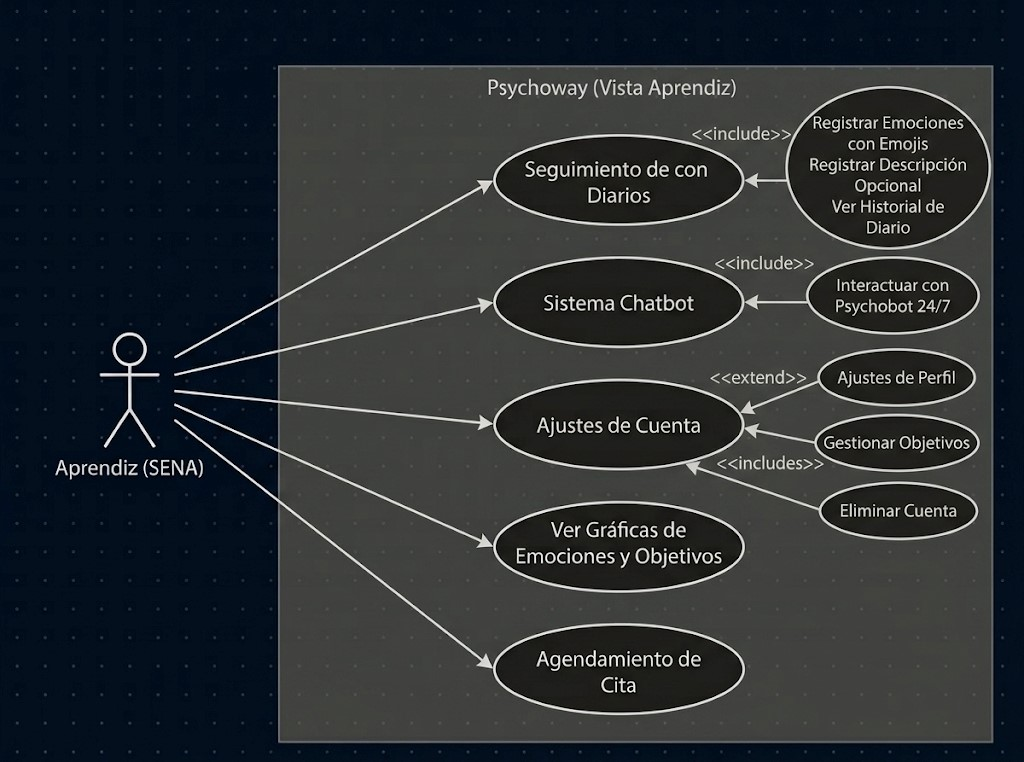 Psychoway (Vista Aprendiz)
<<include>>
Seguimiento de con
Diarios
Registrar Emociones
con Emojis
Registrar Descripción
Opcional
Ver Historial de
Diario
<<include>>
Sistema Chatbot
Interactuar con
Psychobot 24/7
<<extend>>
Ajustes de Perfil
Ajustes de Cuenta
Gestionar Objetivos
<<includes>>
Eliminar Cuenta
Aprendiz (SENA)
Ver Gráficas de
Emociones y Objetivos
Agendamiento de
Cita